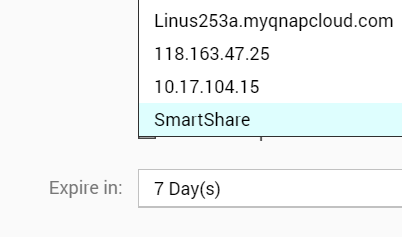 Linus253a.myqnapcloud.com
118.163.47.25
10.17.104.15
SmartShare
Expire in: 7 Day(s)